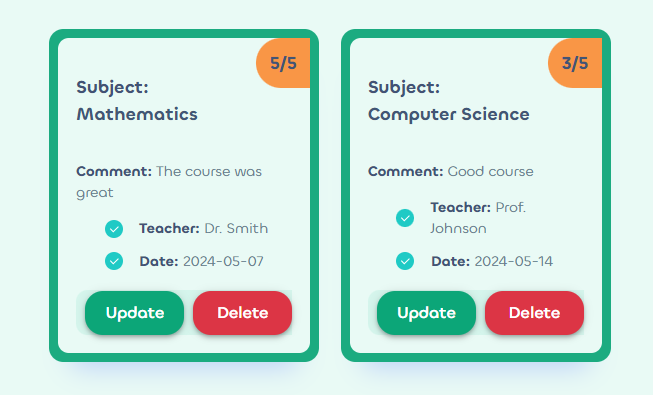 5/5
Subject:
Mathematics
Comment: The course was
great
Teacher: Dr. Smith
Date: 2024-05-07
Update Delete
3/5
Subject:
Computer Science
Comment: Good course
Teacher: Prof.
Johnson
Date: 2024-05-14
Update Delete